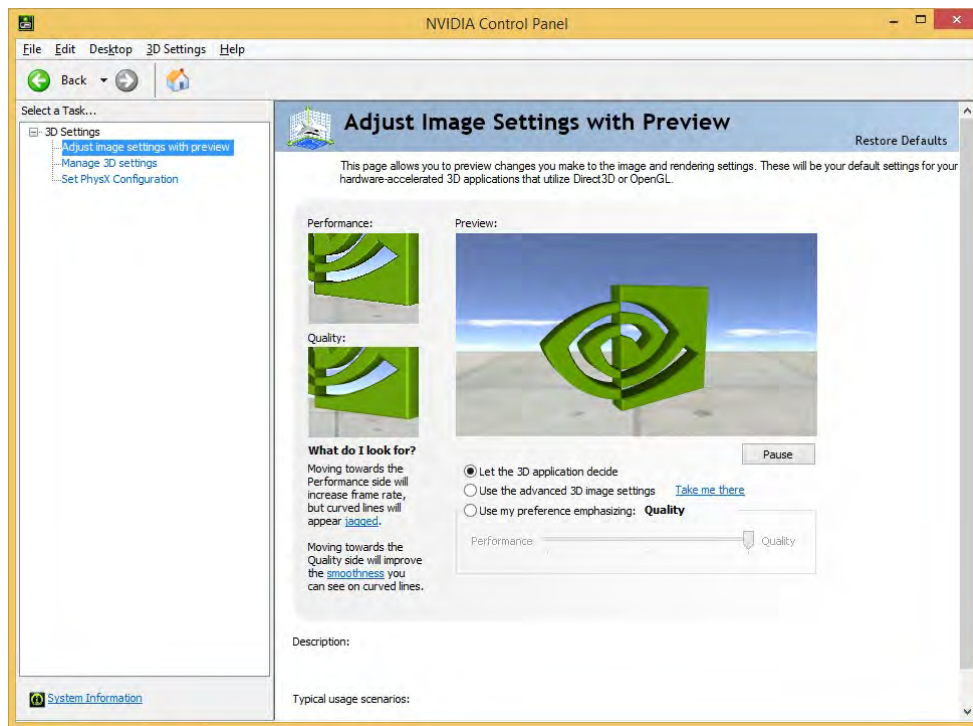 NVIDIA Control Panel
File Edit Desktop 3D Settings Help
Back
Select a Task...
3D Settings
Adjust image settings with preview
Manage 3D settings
Set PhysX Configuration
System Information
Adjust Image Settings with Preview
Restore Defaults
This page allows you to preview changes you make to the image and rendering settings. These will be your default settings for your
hardware-accelerated 3D applications that utilize Direct3D or OpenGL.
Performance:
Quality:
What do I look for?
Moving towards the
Performance side will
increase frame rate,
but curved lines will
appear jagged.
Moving towards the
Quality side will improve
the smoothness you
can see on curved lines.
Preview:
Pause
Let the 3D application decide
Use the advanced 3D image settings Take me there
Use my preference emphasizing: Quality
Performance Quality
Description:
Typical usage scenarios: